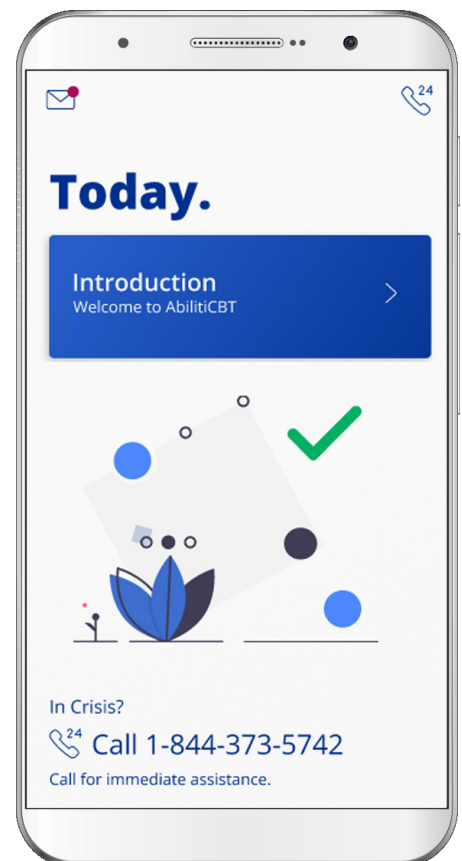 24
Today.
Introduction
Welcome to AbilitiCBT
In Crisis?
24 Call 1-844-373-5742
Call for immediate assistance.